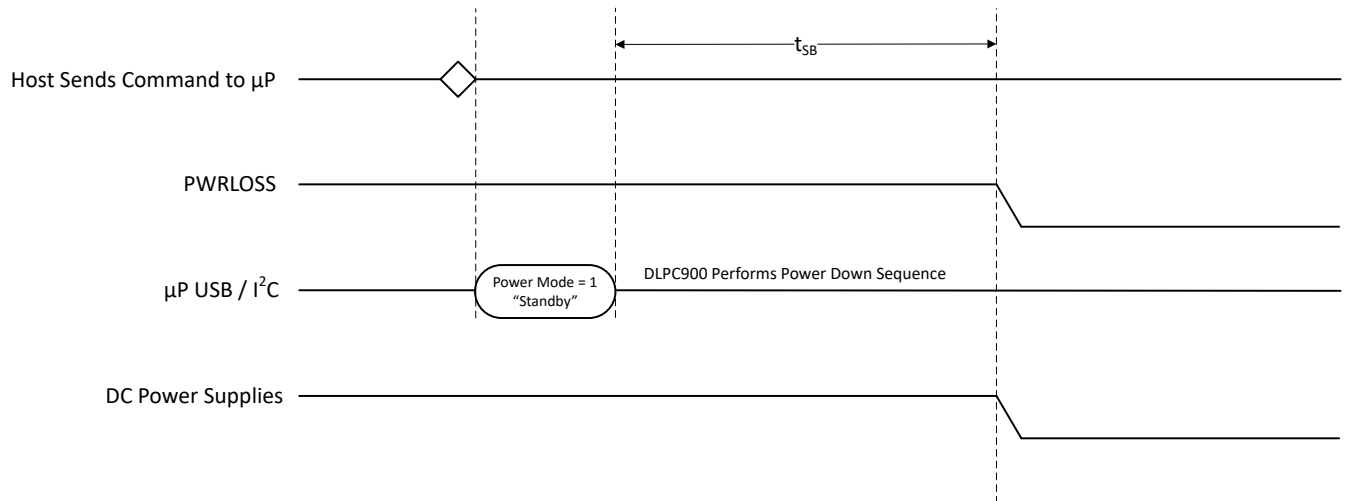 t_SB
Host Sends Command to µP
PWRLOSS
µP USB / I²C
Power Mode = 1
“Standby”
DLPC900 Performs Power Down Sequence
DC Power Supplies